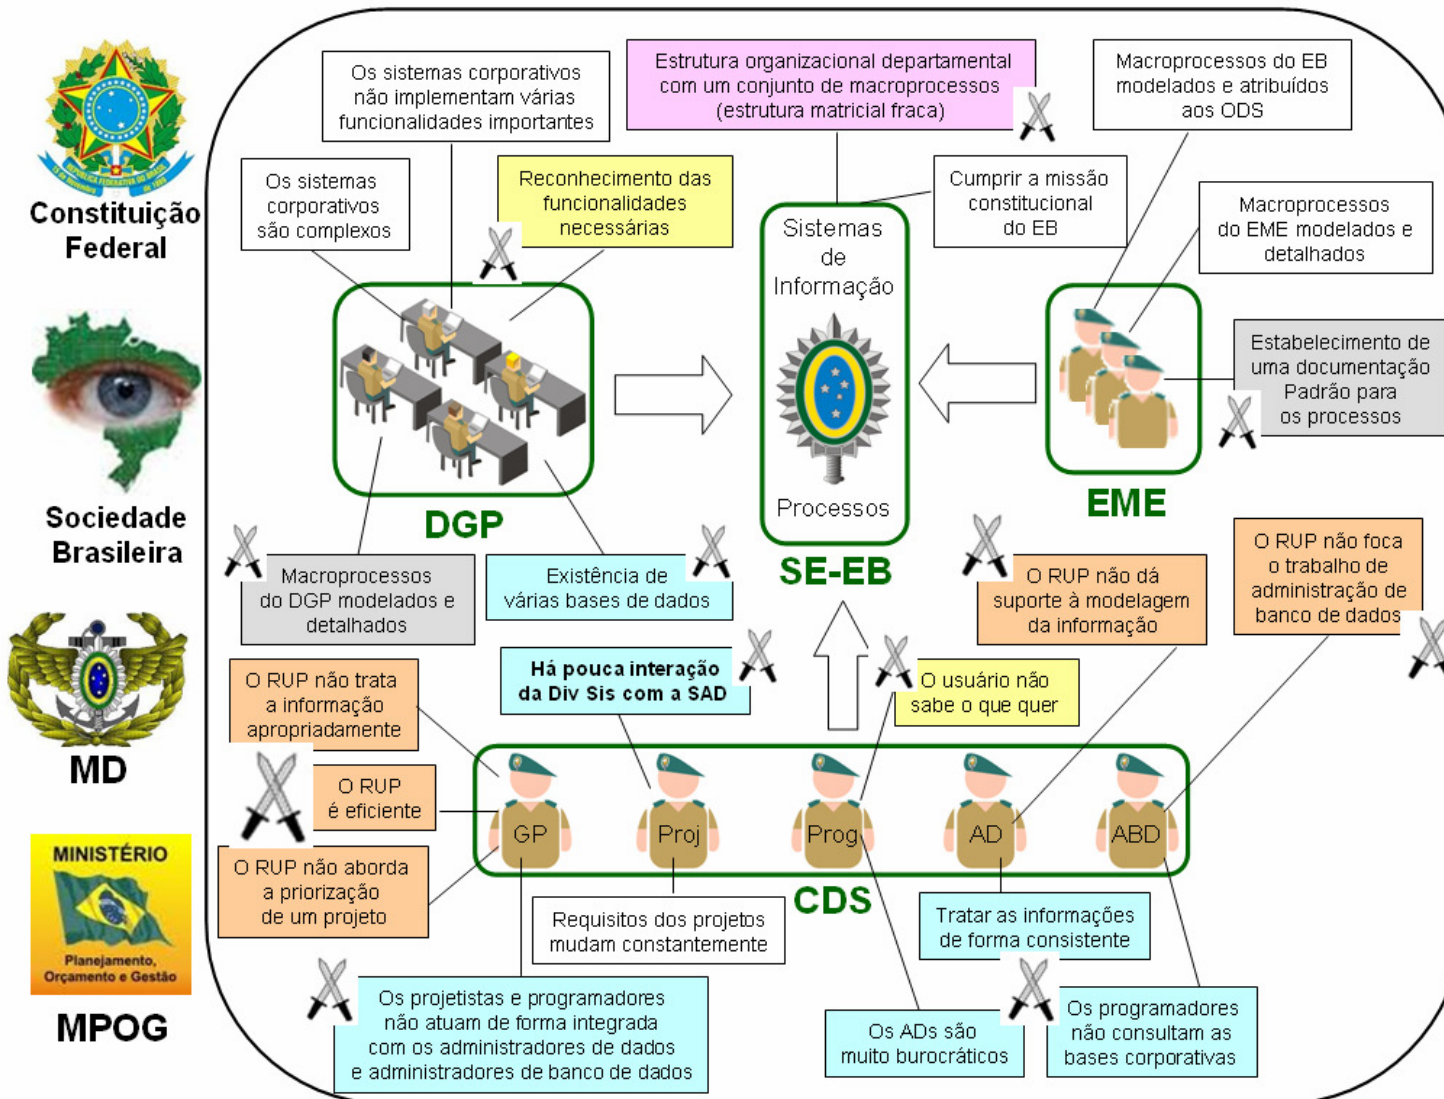 Constituição
Federal
Sociedade
Brasileira
MD
MINISTÉRIO
Planejamento,
Orçamento e Gestão
MPOG
Os sistemas corporativos
não implementam várias
funcionalidades importantes
Estrutura organizacional departamental
com um conjunto de macroprocessos
(estrutura matricial fraca)
Macroprocessos do EB
modelados e atribuídos
aos ODS
Os sistemas
corporativos
são complexos
Reconhecimento das
funcionalidades
necessárias
Cumprir a missão
constitucional
do EB
Macroprocessos
do EME modelados e
detalhados
Sistemas
de
Informação
Processos
SE-EB
Estabelecimento de
uma documentação
Padrão para
os processos
DGP
EME
Macroprocessos
do DGP modelados e
detalhados
Existência de
várias bases de dados
O RUP não dá
suporte à modelagem
da informação
O RUP não foca
o trabalho de
administração de
banco de dados
O RUP não trata
a informação
apropriadamente
Há pouca interação
da Div Sis com a SAD
O usuário não
sabe o que quer
O RUP
é eficiente
O RUP não aborda
a priorização
de um projeto
GP
Proj
Prog
AD
ABD
CDS
Requisitos dos projetos
mudam constantemente
Tratar as informações
de forma consistente
Os projetistas e programadores
não atuam de forma integrada
com os administradores de dados
e administradores de banco de dados
Os ADs são
muito burocráticos
Os programadores
não consultam as
bases corporativas